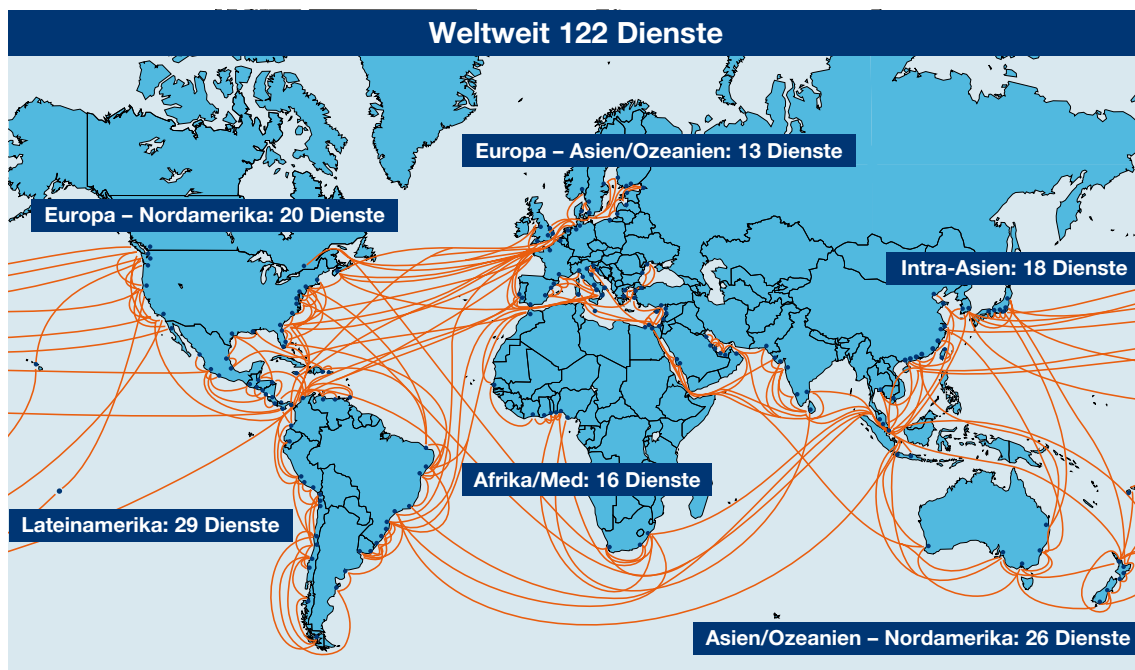 Weltweit 122 Dienste
Europa – Asien/Ozeanien: 13 Dienste
Europa – Nordamerika: 20 Dienste
Intra-Asien: 18 Dienste
Afrika/Med: 16 Dienste
Lateinamerika: 29 Dienste
Asien/Ozeanien – Nordamerika: 26 Dienste